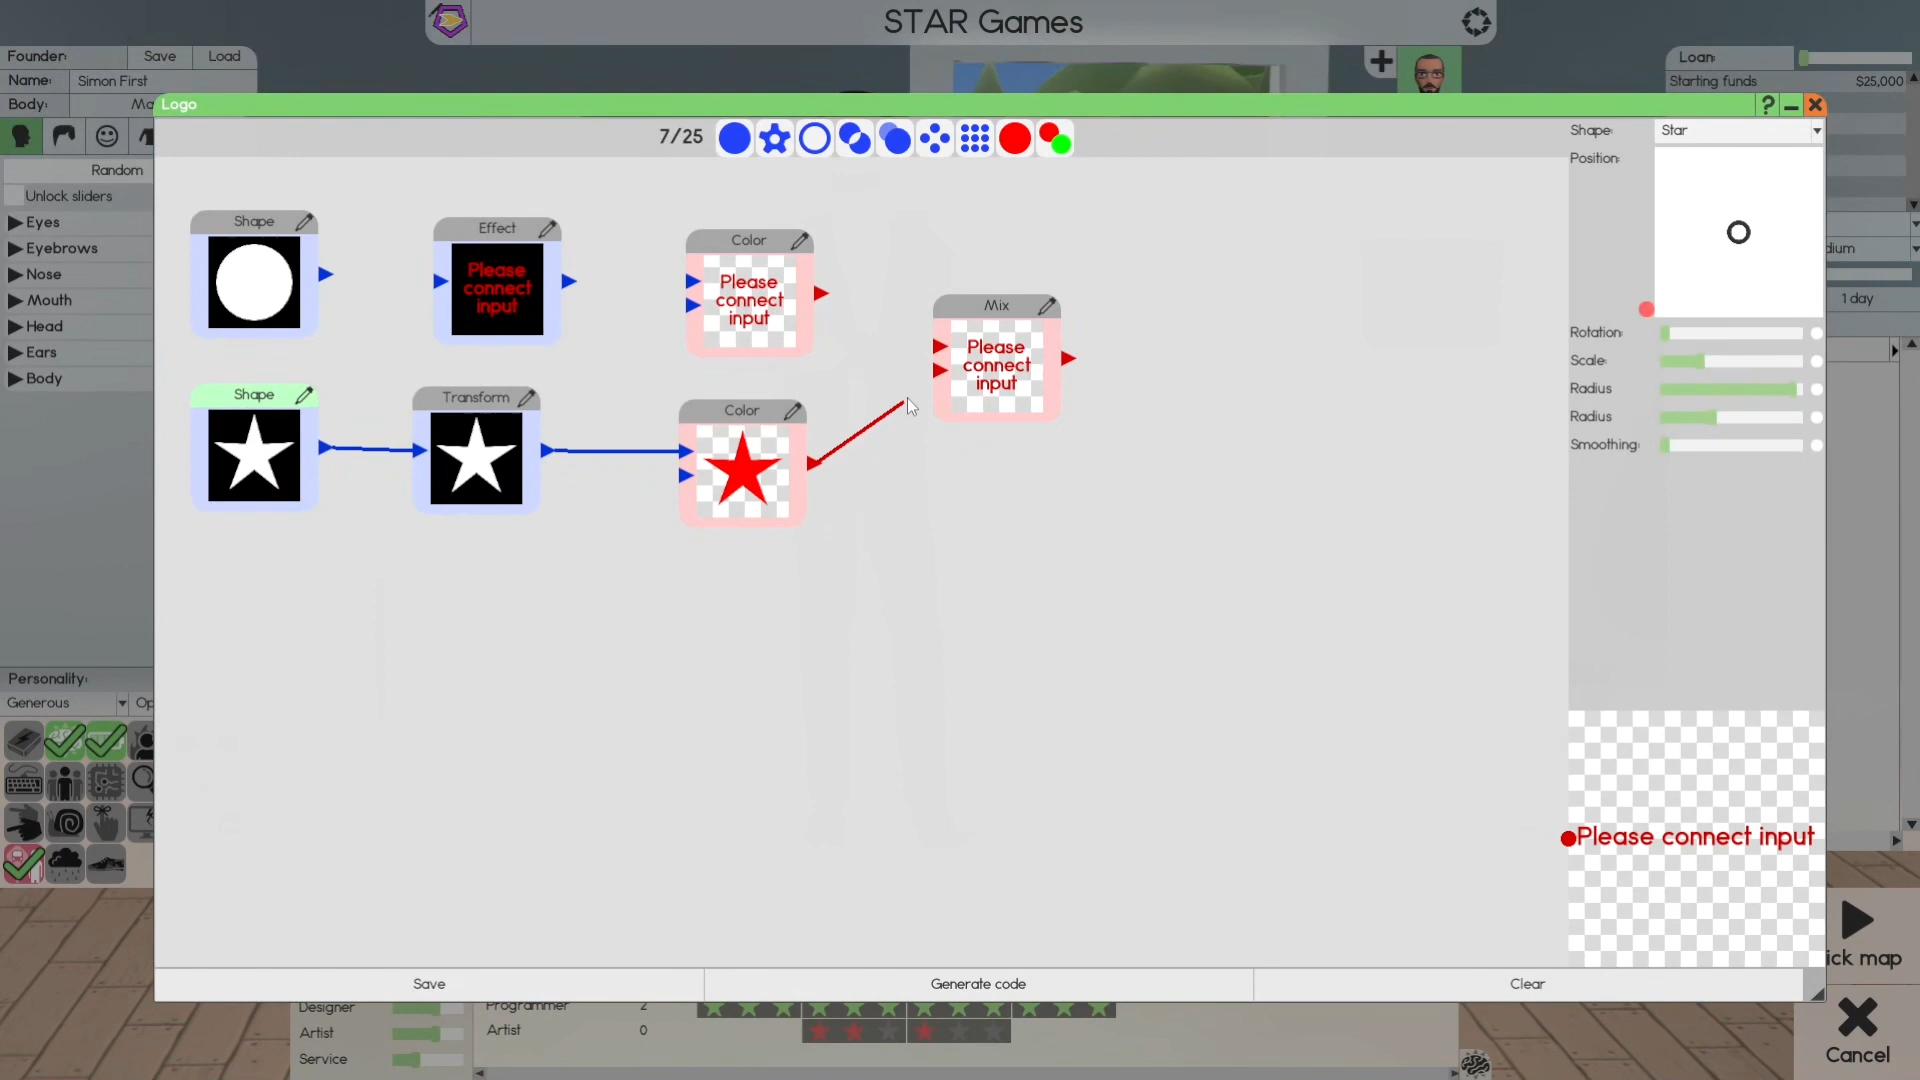 STAR Games
Founder:
Save
Load
Loan:
Name:
Simon First
Starting funds
$25,000
Body:
Logo
?
7/25
Shape:
Star
Position:
Random
Unlock sliders
Eyes
Eyebrows
Nose
Mouth
Head
Ears
Body
Shape
Effect
Please
connect
input
Color
Please
connect
input
Mix
Please
connect
input
1 day
Rotation:
Scale:
Radius
Radius
Smoothing:
Shape
Transform
Color
Personality:
Generous
Please connect input
Save
Generate code
Clear
Designer
Programmer
2
Artist
Artist
0
Service
Cancel